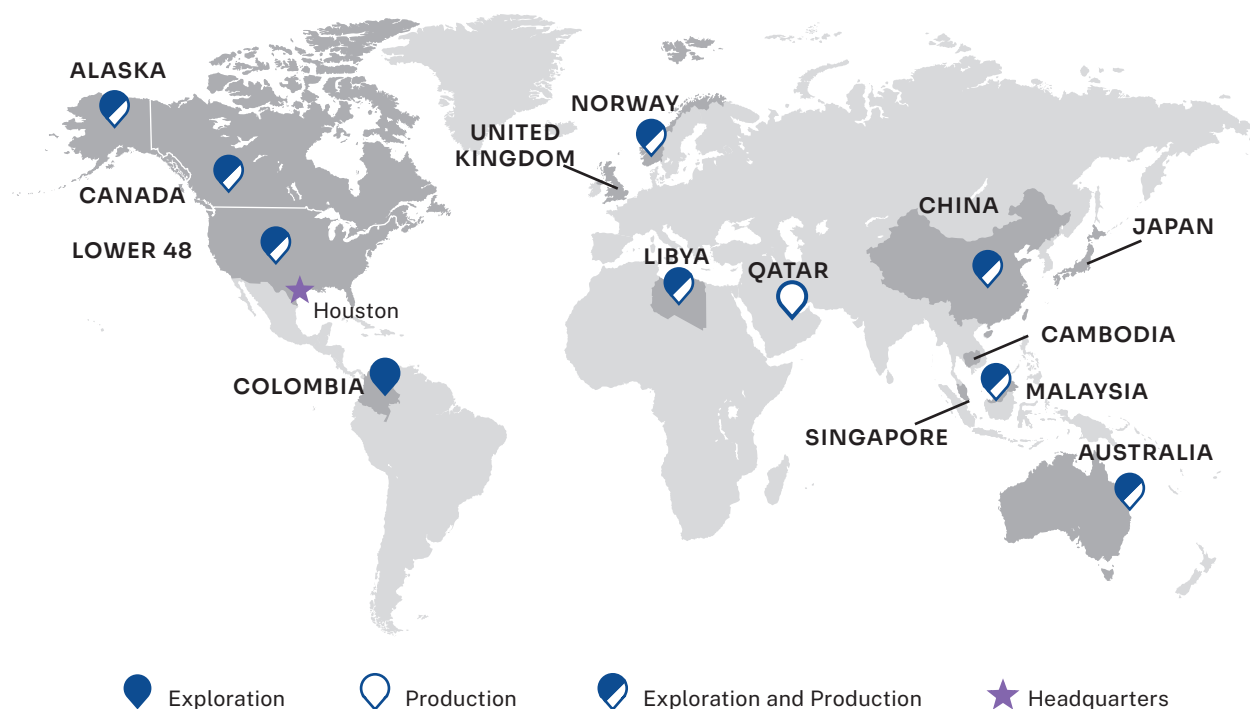 ALASKA
NORWAY
UNITED
KINGDOM
CANADA
CHINA
JAPAN
LOWER 48
LIBYA
QATAR
Houston
CAMBODIA
COLOMBIA
MALAYSIA
SINGAPORE
AUSTRALIA
Exploration
Production
Exploration and Production
Headquarters